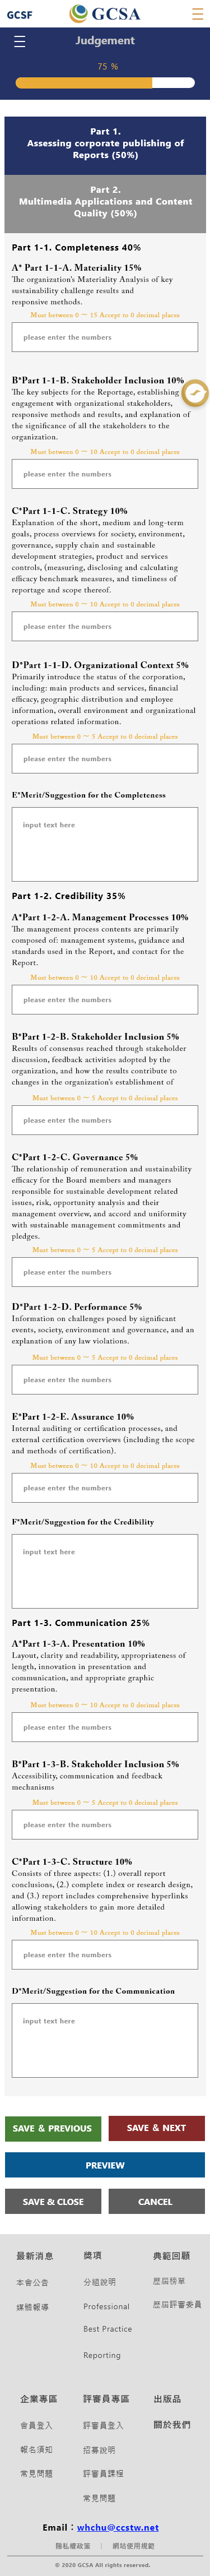 GCSF GCSA
Judgement
75 %
Part 1.
Assessing corporate publishing of
Reports (50%)
Part 2.
Multimedia Applications and Content
Quality (50%)
Part 1-1. Completeness 40%
A* Part 1-1-A. Materiality 15%
The organization's Materiality Analysis of key
sustainability challenge results and
responsive methods.
Must between 0 ～ 15 Accept to 0 decimal places
please enter the numbers
B*Part 1-1-B. Stakeholder Inclusion 10%
The key subjects for the Reportage, establishing
engagement with organizational stakeholders,
responsive methods and results, and explanation of
the significance of all the stakeholders to the
organization.
Must between 0 ～ 10 Accept to 0 decimal places
please enter the numbers
C*Part 1-1-C. Strategy 10%
Explanation of the short, medium and long-term
goals, process overviews for society, enviroment,
governance, supply chain and sustainable
development strategies, product and services
controls, (measuring, disclosing and calculating
efficacy benchmark measures, and timeliness of
reportage and scope thereof.
Must between 0 ～ 10 Accept to 0 decimal places
please enter the numbers
D*Part 1-1-D. Organizational Context 5%
Primarily introduce the status of the corporation,
including: main products and services, financial
efficacy, geographic distribution and employee
information, overall environment and organizational
operations related information.
Must between 0 ～ 5 Accept to 0 decimal places
please enter the numbers
E*Merit/Suggestion for the Completeness
input text here
Part 1-2. Credibility 35%
A*Part 1-2-A. Management Processes 10%
The management process contents are primarily
composed of: management systems, guidance and
standards used in the Report, and contact for the
Report.
Must between 0 ～ 10 Accept to 0 decimal places
please enter the numbers
B*Part 1-2-B. Stakeholder Inclusion 5%
Results of consensus reached through stakeholder
discussion, feedback activities adopted by the
organization, and how the results contribute to
changes in the organization's establishment of
Must between 0 ～ 5 Accept to 0 decimal places
please enter the numbers
C*Part 1-2-C. Governance 5%
The relationship of renumeration and sustainability
efficacy for the Board members and managers
responsible for sustainable development related
issues, risk, opportunity analysis and their
management overview, and accord and uniformity
with sustainable management commitments and
pledges.
Must between 0 ～ 5 Accept to 0 decimal places
please enter the numbers
D*Part 1-2-D. Performance 5%
Information on challenges posed by significant
events, society, environment and governance, and an
explanation of any law violations.
Must between 0 ～ 5 Accept to 0 decimal places
please enter the numbers
E*Part 1-2-E. Assurance 10%
Internal auditing or certification processes, and
external certification overviews (including the scope
and methods of certification).
Must between 0 ～ 10 Accept to 0 decimal places
please enter the numbers
F*Merit/Suggestion for the Credibility
input text here
Part 1-3. Communication 25%
A*Part 1-3-A. Presentation 10%
Layout, clarity and readability, appropriateness of
length, innovation in presentation and
communication, and appropriate graphic
presentation.
Must between 0 ～ 10 Accept to 0 decimal places
please enter the numbers
B*Part 1-3-B. Stakeholder Inclusion 5%
Accessibility, communication and feedback
mechanisms
Must between 0 ～ 5 Accept to 0 decimal places
please enter the numbers
C*Part 1-3-C. Structure 10%
Consists of three aspects: (1.) overall report
conclusions, (2.) complete index or research design,
and (3.) report includes comprehensive hyperlinks
allowing stakeholders to gain more detailed
information.
Must between 0 ～ 10 Accept to 0 decimal places
please enter the numbers
D*Merit/Suggestion for the Communication
input text here
SAVE & PREVIOUS SAVE & NEXT
PREVIEW
SAVE & CLOSE CANCEL
最新消息 獎項 典範回顧
本會公告 分組說明 歷屆榜單
媒體報導 Professional 歷屆評審委員
Best Practice
Reporting
企業專區 評審員專區 出版品
會員登入 評審員登入 關於我們
報名須知 招募說明
常見問題 評審員課程
常見問題
Email：whchu@ccstw.net
隱私權政策 | 網站使用規範
© 2020 GCSA All rights reserved.